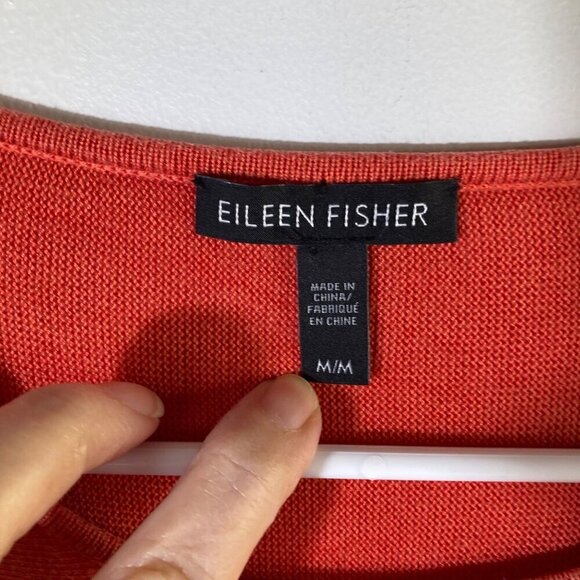 EILEEN FISHER
MADE IN
CHINA/
FABRIQUÉ
EN CHINE
M/M